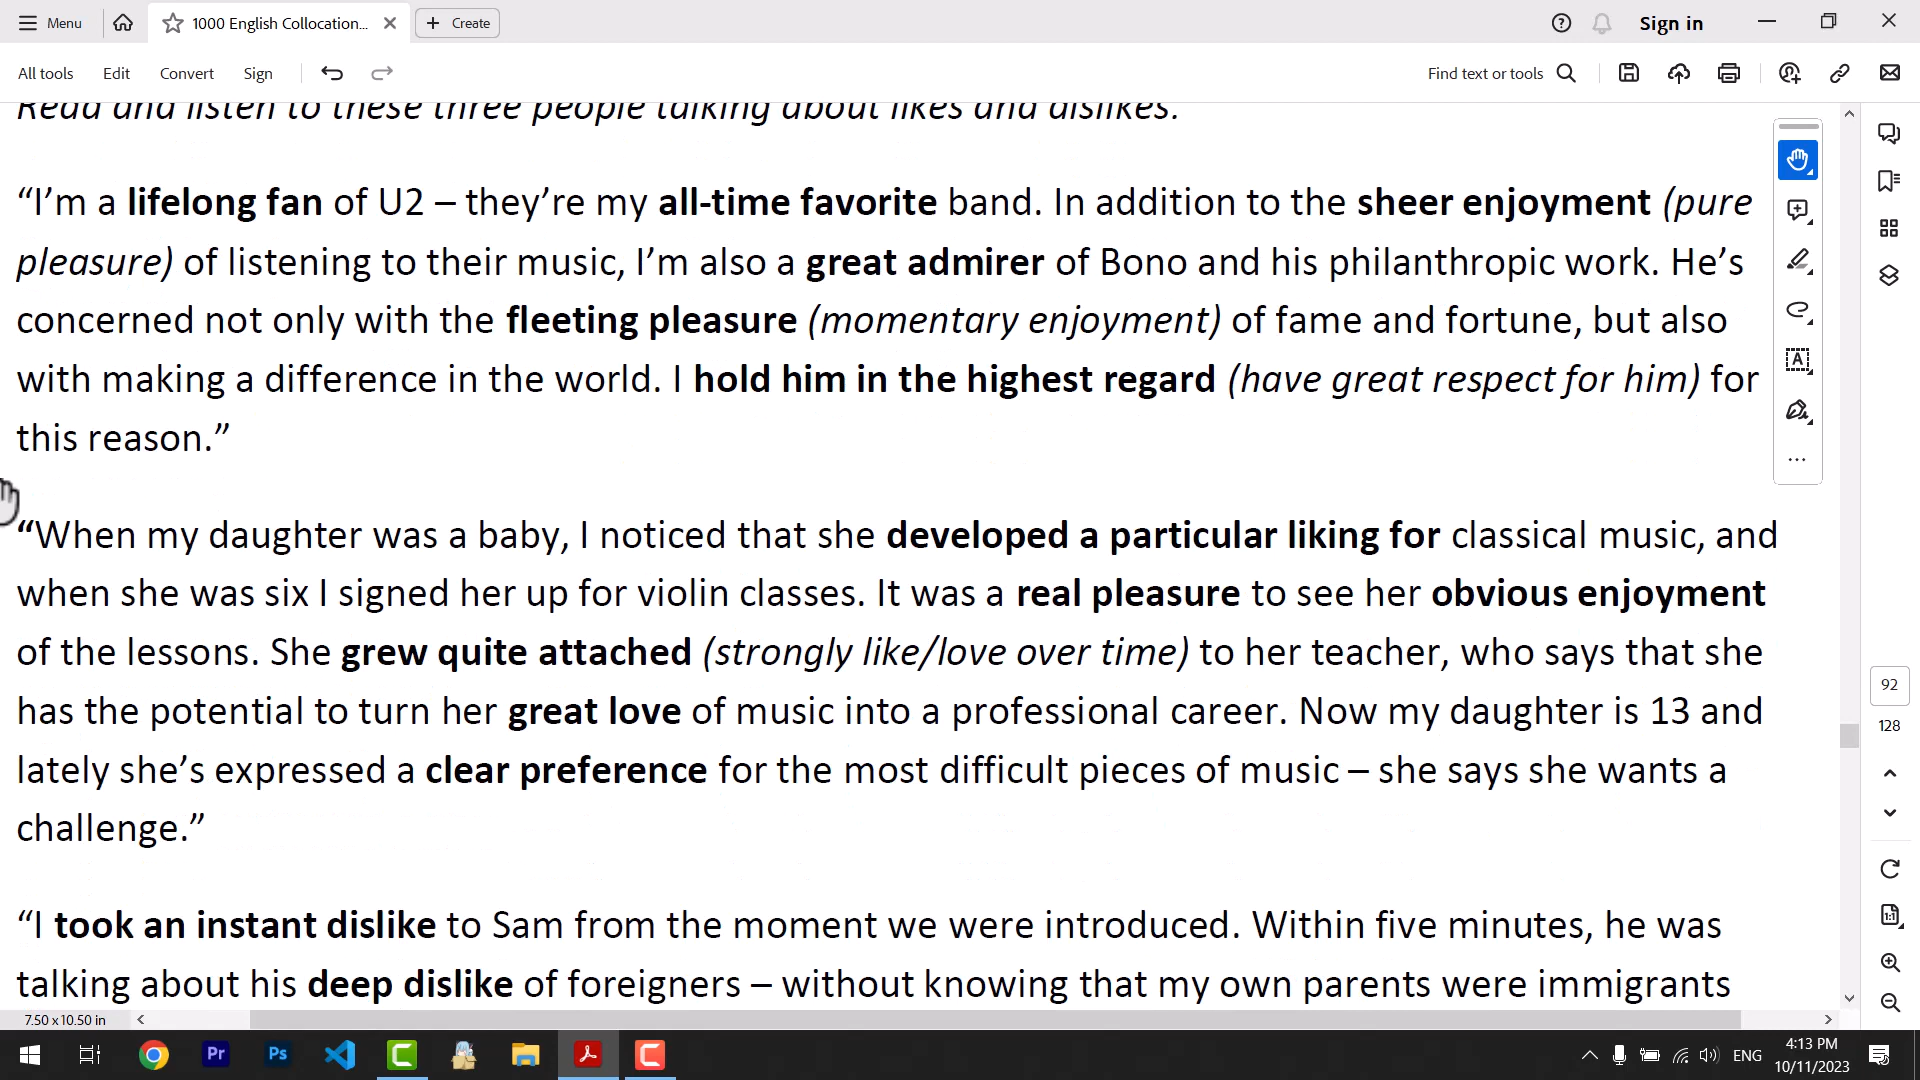 Menu
1000 English Collocation...
Create
Sign in
All tools
Edit
Convert
Sign
Find text or tools
Read and listen to these three people talking about likes and dislikes.
“I’m a lifelong fan of U2 – they’re my all-time favorite band. In addition to the sheer enjoyment (pure
pleasure) of listening to their music, I’m also a great admirer of Bono and his philanthropic work. He’s
concerned not only with the fleeting pleasure (momentary enjoyment) of fame and fortune, but also
with making a difference in the world. I hold him in the highest regard (have great respect for him) for
this reason.”
“When my daughter was a baby, I noticed that she developed a particular liking for classical music, and
when she was six I signed her up for violin classes. It was a real pleasure to see her obvious enjoyment
of the lessons. She grew quite attached (strongly like/love over time) to her teacher, who says that she
has the potential to turn her great love of music into a professional career. Now my daughter is 13 and
lately she’s expressed a clear preference for the most difficult pieces of music – she says she wants a
challenge.”
“I took an instant dislike to Sam from the moment we were introduced. Within five minutes, he was
talking about his deep dislike of foreigners – without knowing that my own parents were immigrants
92
128
7.50 x 10.50 in
Pr
Ps
ENG
4:13 PM
10/11/2023